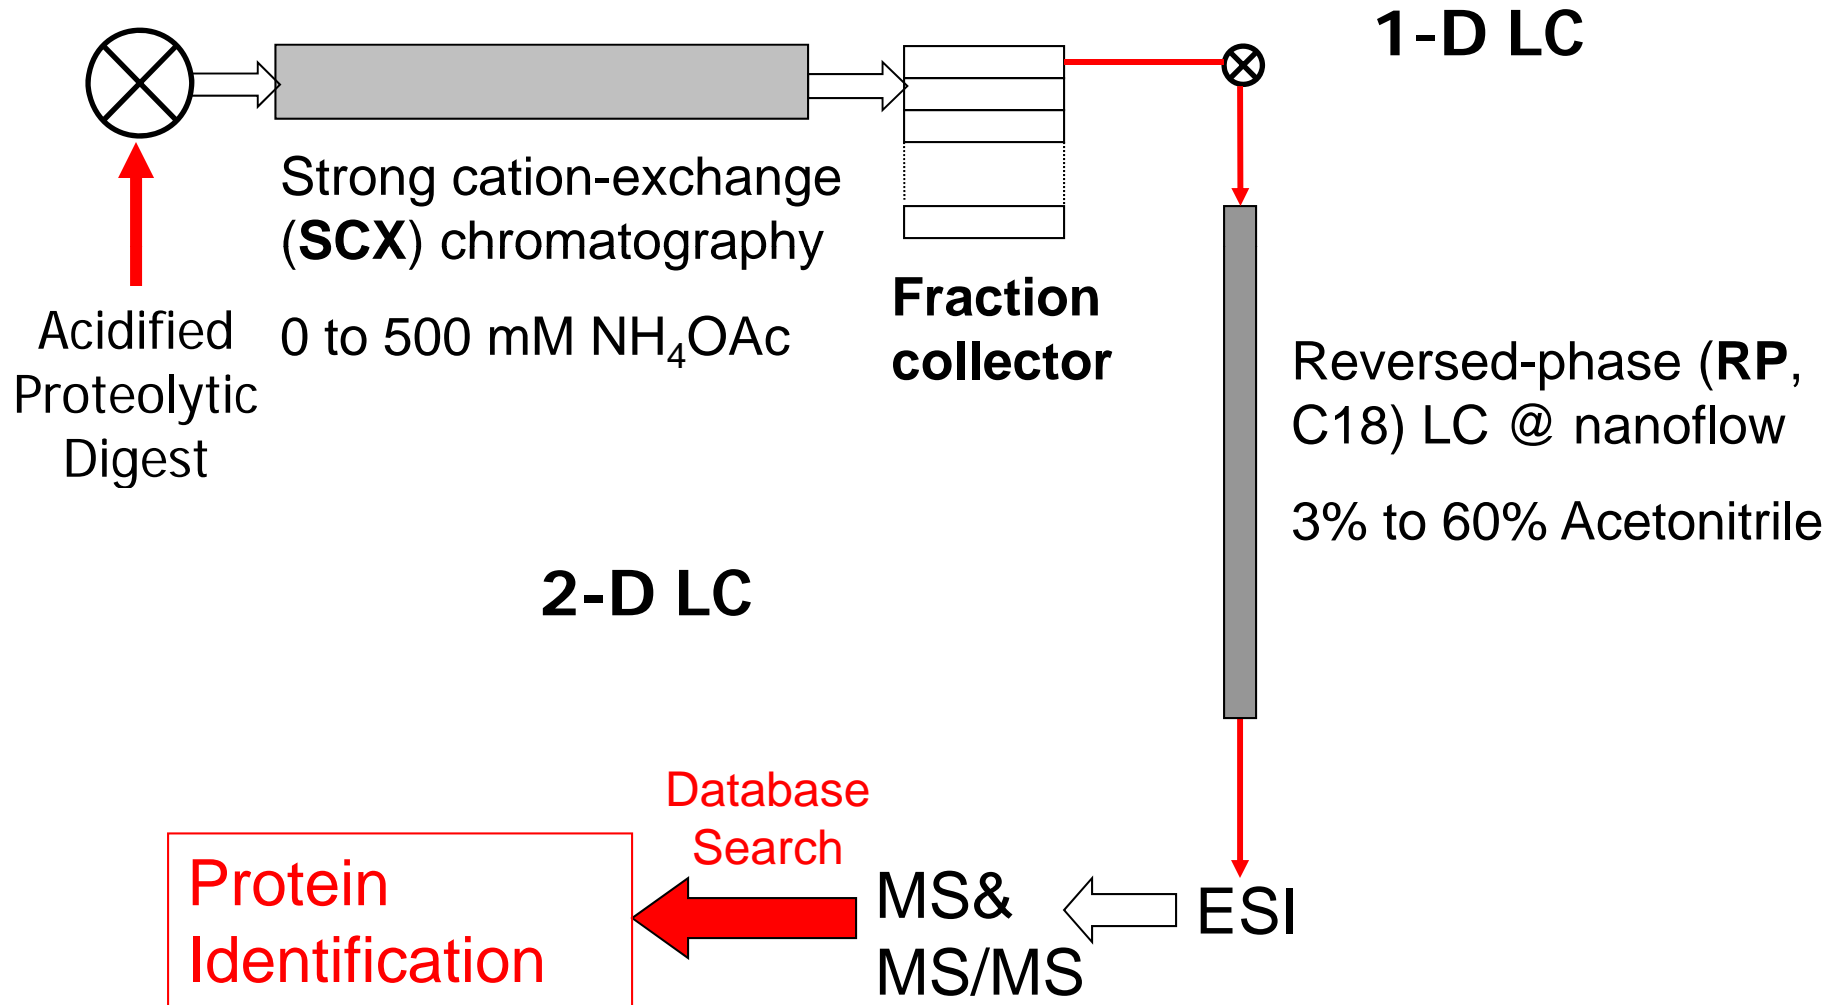 1-D LC
Strong cation-exchange
(SCX) chromatography
0 to 500 mM NH₄OAc
Acidified
Proteolytic
Digest
Fraction
collector
Reversed-phase (RP,
C18) LC @ nanoflow
3% to 60% Acetonitrile
2-D LC
Database
Search
Protein
Identification
MS&
MS/MS
ESI